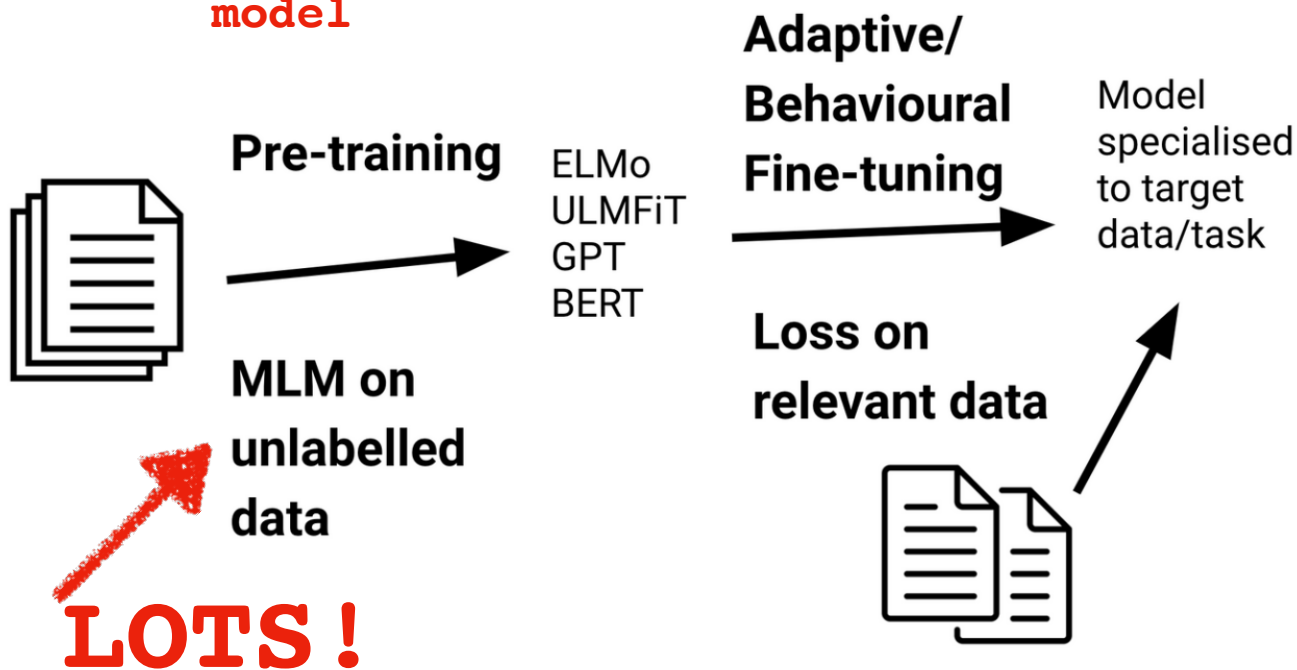 model
Pre-training
MLM on
unlabelled
data
LOTS!
ELMo
ULMFiT
GPT
BERT
Adaptive/
Behavioural
Fine-tuning
Loss on
relevant data
Model
specialised
to target
data/task